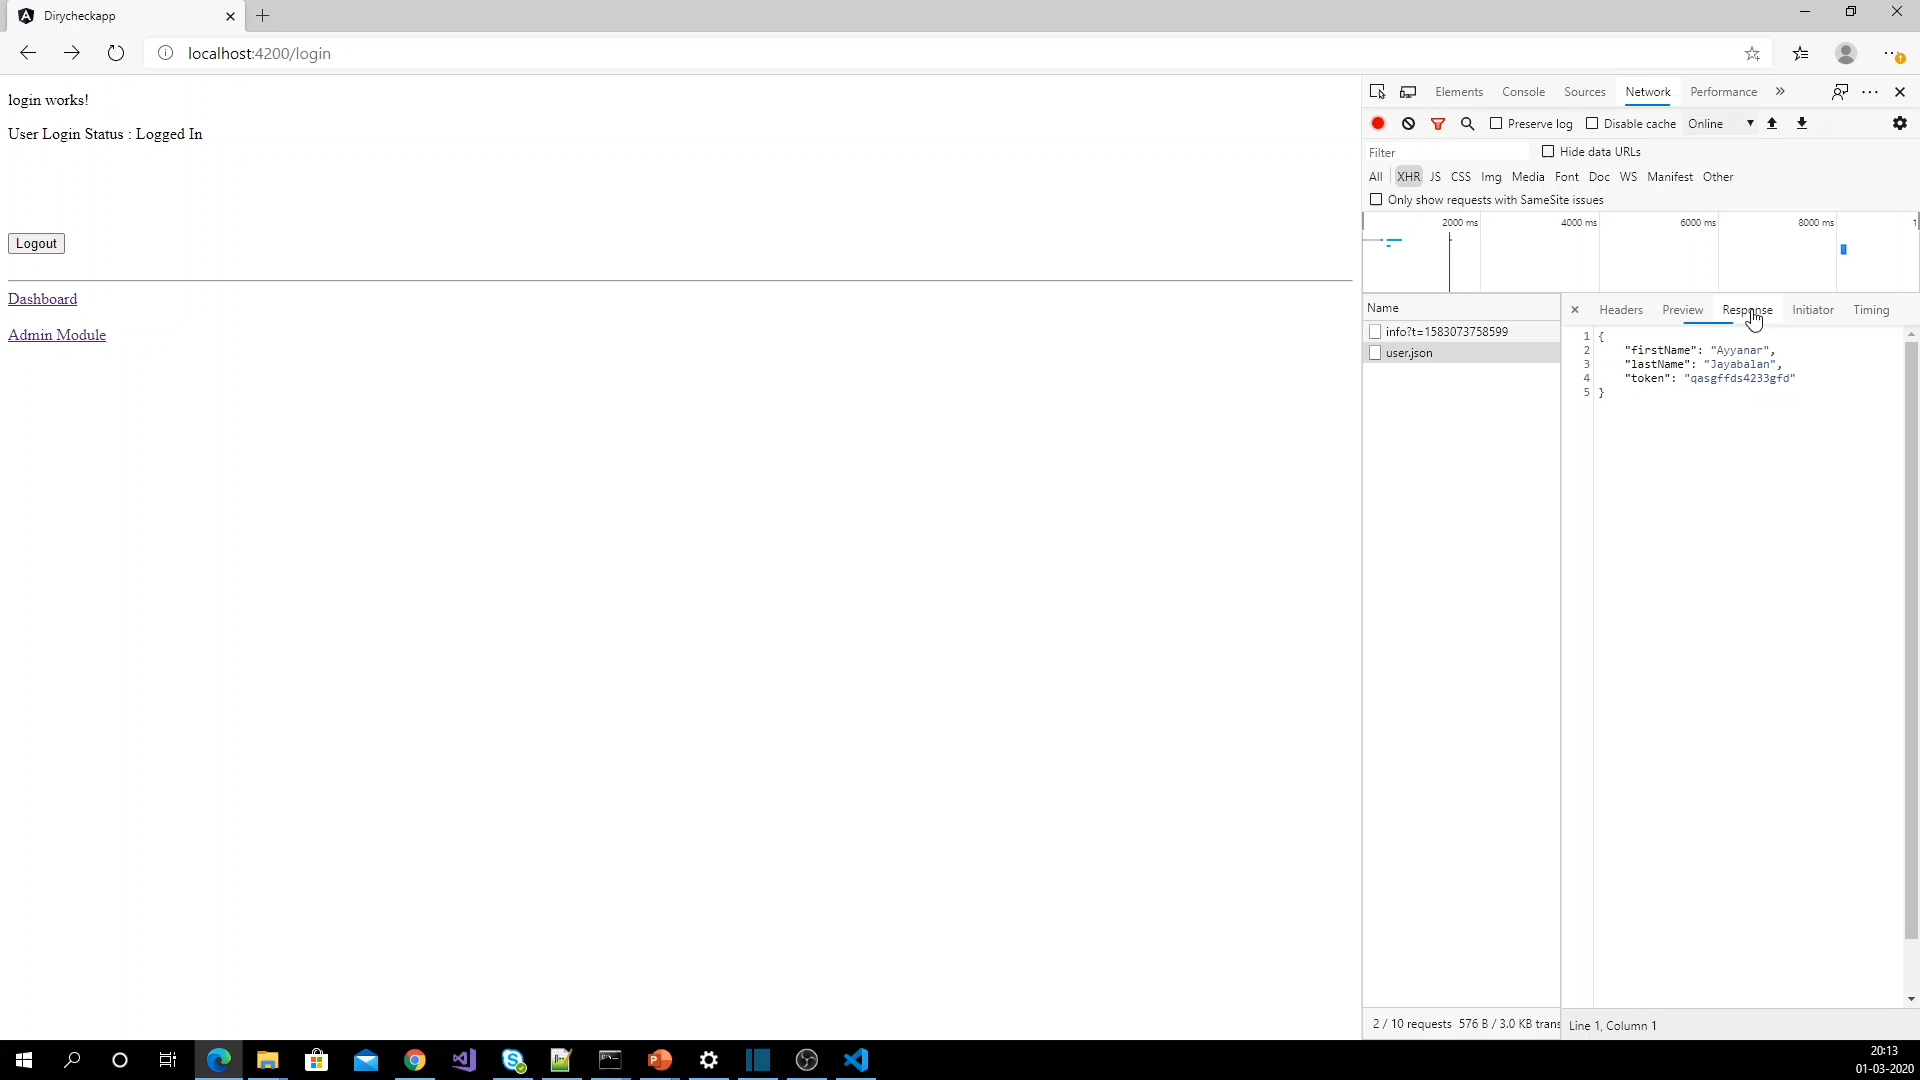 Dirycheckapp
localhost:4200/login
login works!
User Login Status : Logged In
Logout
Dashboard
Admin Module
Elements Console Sources Network Performance
Preserve log Disable cache Online
Filter Hide data URLs
All XHR JS CSS Img Media Font Doc WS Manifest Other
Only show requests with SameSite issues
2000 ms 4000 ms 6000 ms 8000 ms 1
Name
info?t=1583073758599
user.json
Headers Preview Response Initiator Timing
1 {
2 "firstName": "Ayyanar",
3 "lastName": "Jayabalan",
4 "token": "qasgffds4233gfd"
5 }
2 / 10 requests 576 B / 3.0 KB trans
Line 1, Column 1
20:13
01-03-2020